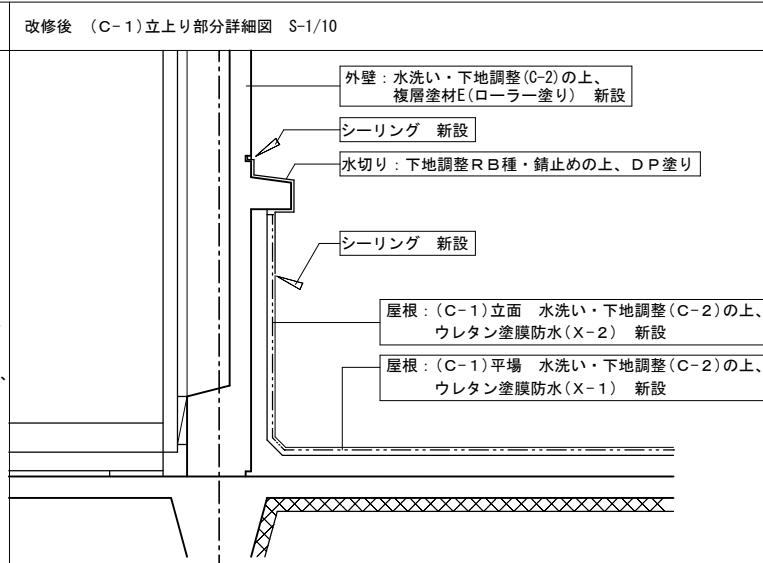 改修後 （C-1）立上り部分詳細図 S-1/10
外壁：水洗い・下地調整(C-2)の上、
複層塗材E(ローラー塗り) 新設
シーリング 新設
水切り：下地調整ＲＢ種・錆止めの上、ＤＰ塗り
シーリング 新設
屋根：(Ｃ-1)立面 水洗い・下地調整(Ｃ-２)の上、
ウレタン塗膜防水(Ｘ-２) 新設
屋根：(Ｃ-1)平場 水洗い・下地調整(Ｃ-２)の上、
ウレタン塗膜防水(Ｘ-１) 新設
、